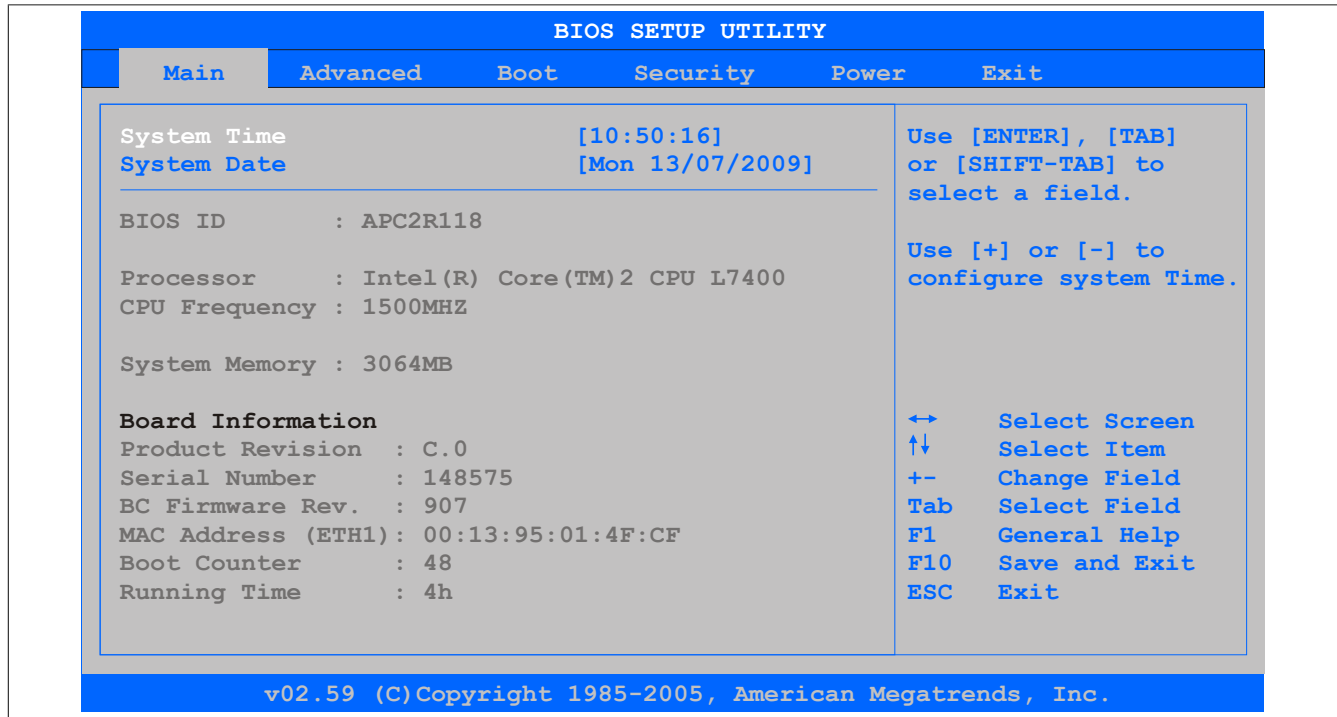 BIOS SETUP UTILITY
Main Advanced Boot Security Power Exit
System Time [10:50:16]
System Date [Mon 13/07/2009]
BIOS ID : APC2R118
Processor : Intel(R) Core(TM)2 CPU L7400
CPU Frequency : 1500MHZ
System Memory : 3064MB
Board Information
Product Revision : C.0
Serial Number : 148575
BC Firmware Rev. : 907
MAC Address (ETH1): 00:13:95:01:4F:CF
Boot Counter : 48
Running Time : 4h
Use [ENTER], [TAB]
or [SHIFT-TAB] to
select a field.
Use [+] or [-] to
configure system Time.
↔ Select Screen
↑↓ Select Item
+- Change Field
Tab Select Field
F1 General Help
F10 Save and Exit
ESC Exit
v02.59 (C)Copyright 1985-2005, American Megatrends, Inc.